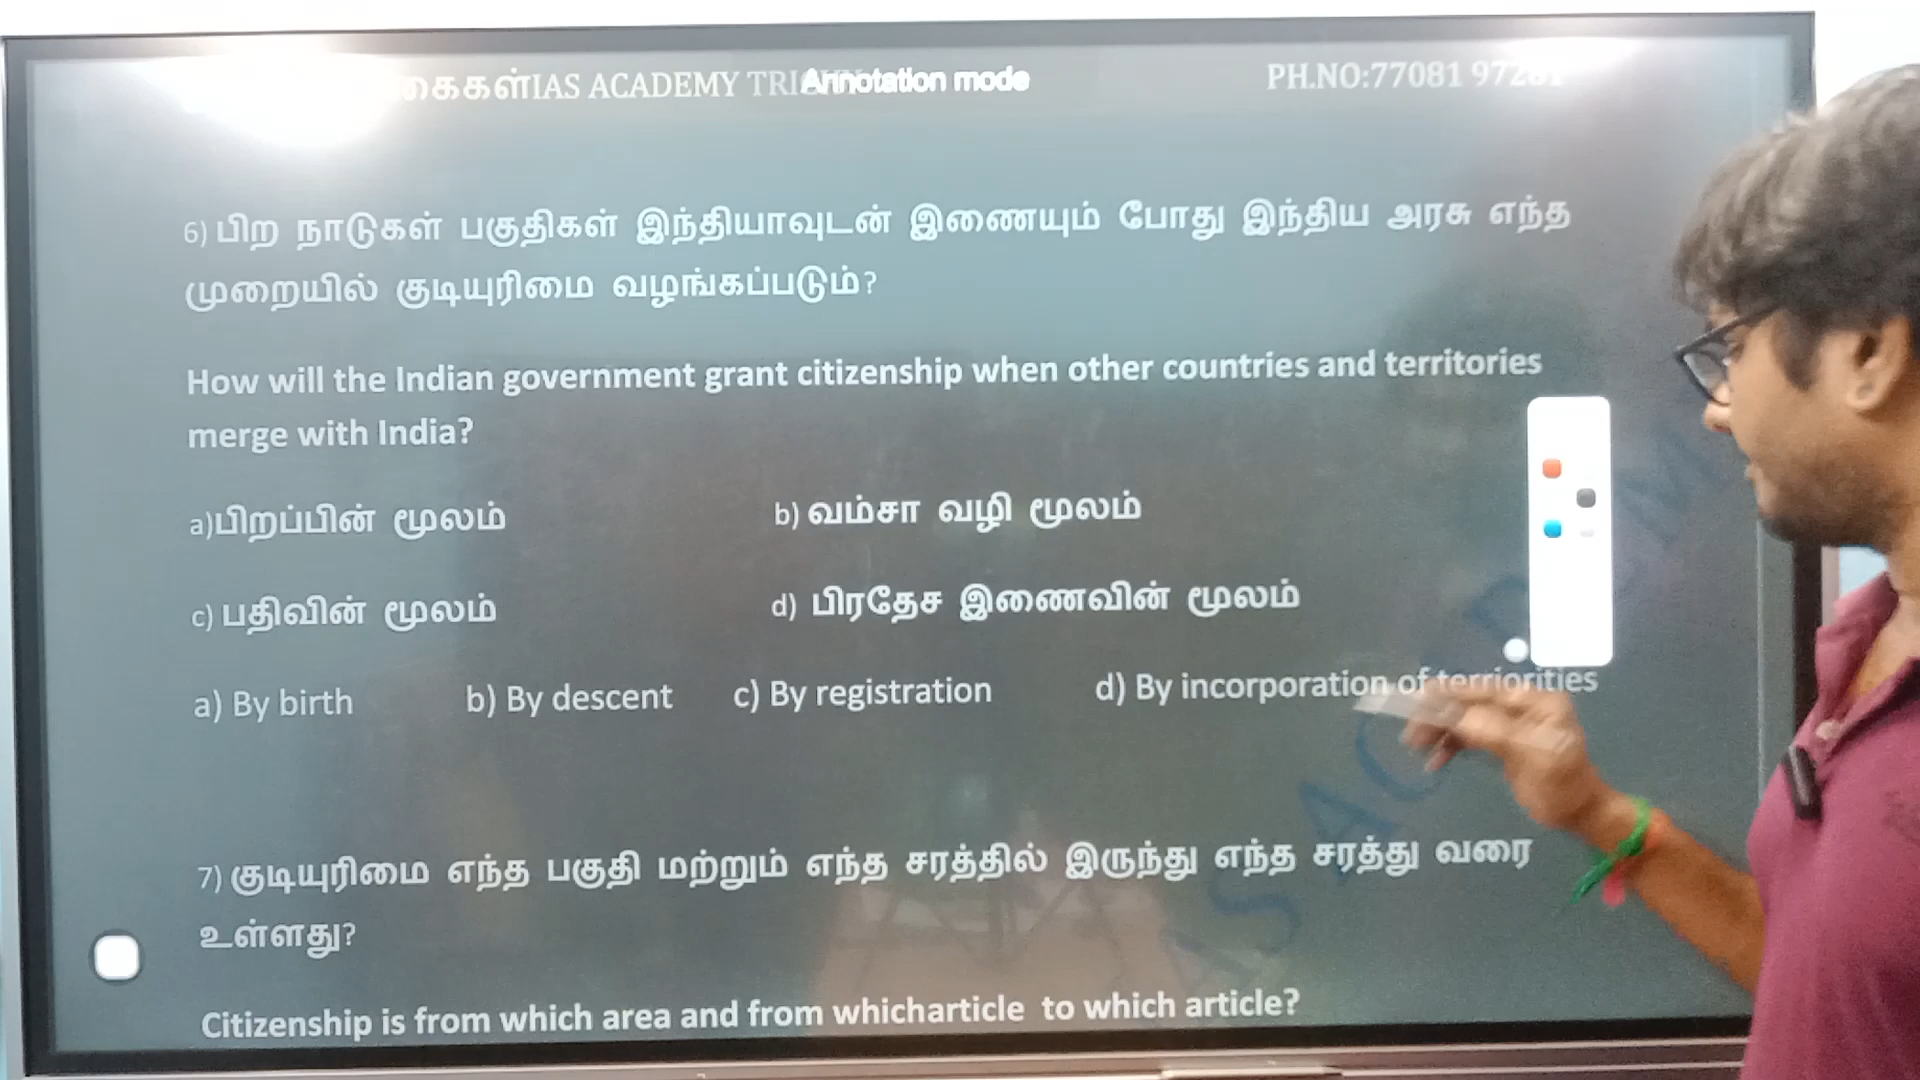 கைகள்IAS ACADEMY Annotation mode PH.NO:77081
6) பிற நாடுகள் பகுதிகள் இந்தியாவுடன் இணையும் போது இந்திய அரசு எந்த
முறையில் குடியுரிமை வழங்கப்படும்?
How will the Indian government grant citizenship when other countries and territories
merge with India?
a)பிறப்பின் மூலம் b) வம்சா வழி மூலம்
c) பதிவின் மூலம் d) பிரதேச இணைவின் மூலம்
a) By birth b) By descent c) By registration d) By incorporation of terriorities
7) குடியுரிமை எந்த பகுதி மற்றும் எந்த சரத்தில் இருந்து எந்த சரத்து வரை
உள்ளது?
Citizenship is from which area and from whicharticle to which article?